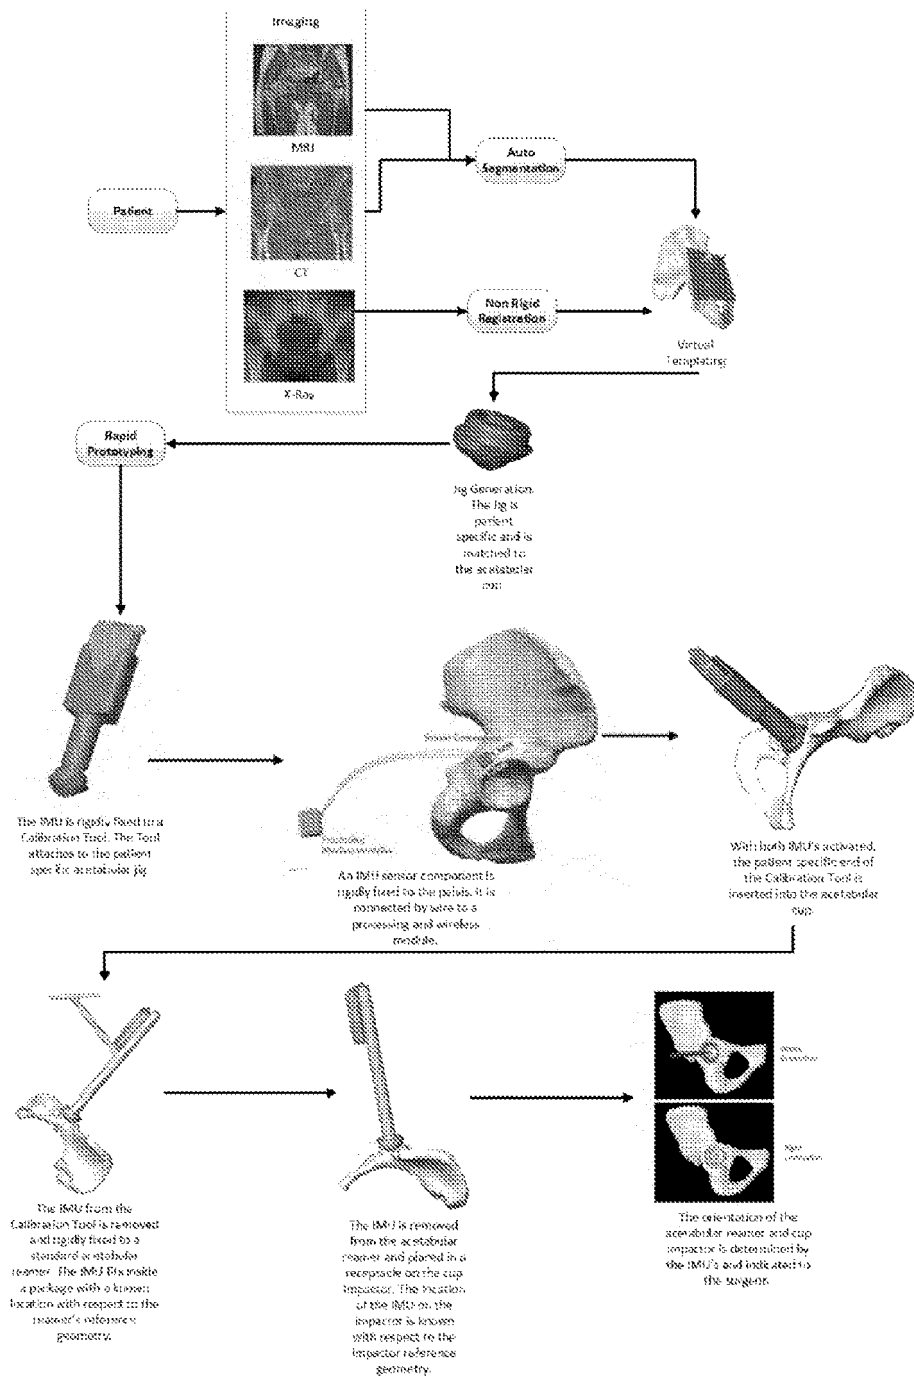 Imaging
MRI
Auto
Segmentation
Patient
CT
Non Rigid
Registration
X-Ray
Virtual
Templating
Rapid
Prototyping
Jig Generation.
The Jig is
patient
specific and is
matched to
the acetabular
cup
The IMU is rigidly fixed to a
Calibration Tool. The Tool
attaches to the patient
specific acetabular jig
An IMU sensor component is
rigidly fixed to the pelvis. It is
connected by wire to a
processing and wireless
module.
With both IMU's activated,
the patient specific end of
the Calibration Tool is
inserted into the acetabular
cup
The IMU from the
Calibration Tool is removed
and rigidly fixed to a
standard acetabular
reamer. The IMU fits inside
a package with a known
location with respect to the
reamer's reference
geometry.
The IMU is removed
from the acetabular
reamer and placed in a
receptacle on the cup
impactor. The location
of the IMU on the
impactor is known
with respect to the
impactor reference
geometry.
The orientation of the
acetabular reamer and cup
impactor is determined by
the IMU's and indicated to
the surgeon.